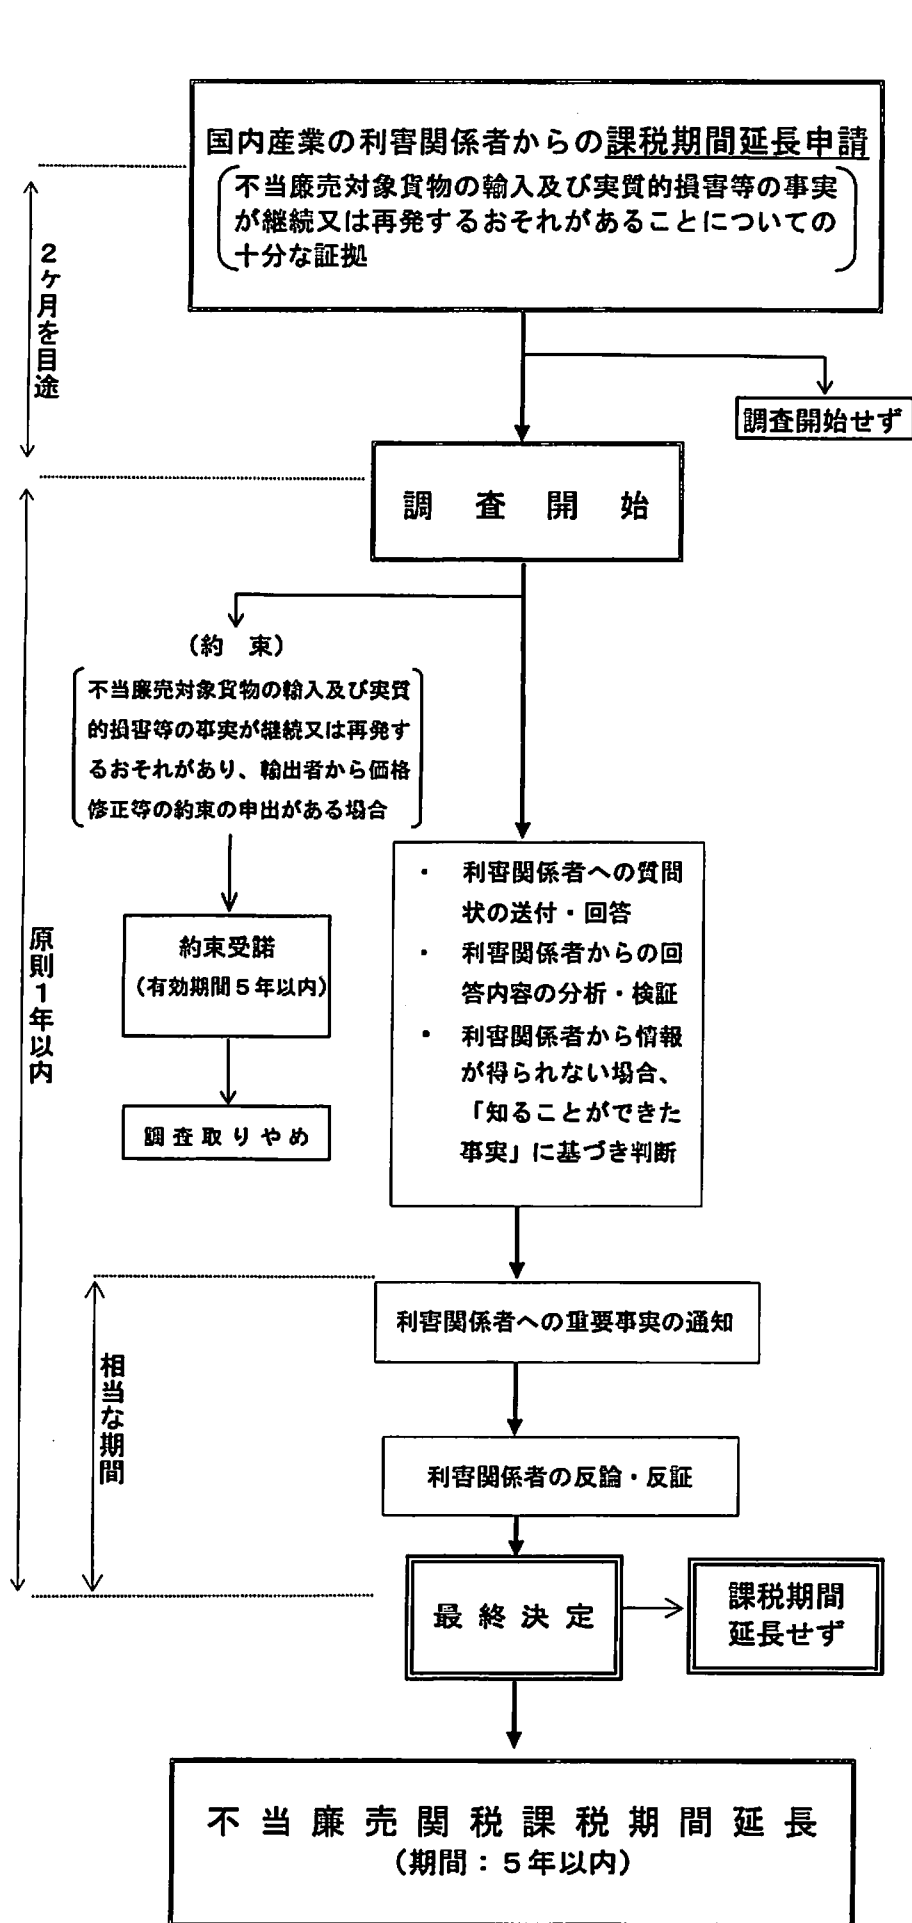 国内産業の利害関係者からの課税期間延長申請
不当廉売対象貨物の輸入及び実質的損害等の事実
が継続又は再発するおそれがあることについての
十分な証拠
2ヶ月を目途
調査開始せず
調　査　開　始
（約　束）
不当廉売対象貨物の輸入及び実質
的損害等の事実が継続又は再発す
るおそれがあり、輸出者から価格
修正等の約束の申出がある場合
約束受諾
（有効期間５年以内）
調査取りやめ
・　利害関係者への質問
状の送付・回答
・　利害関係者からの回
答内容の分析・検証
・　利害関係者から情報
が得られない場合、
「知ることができた
事実」に基づき判断
原則１年以内
利害関係者への重要事実の通知
相当な期間
利害関係者の反論・反証
最終決定
課税期間
延長せず
不当廉売関税課税期間延長
（期間：５年以内）